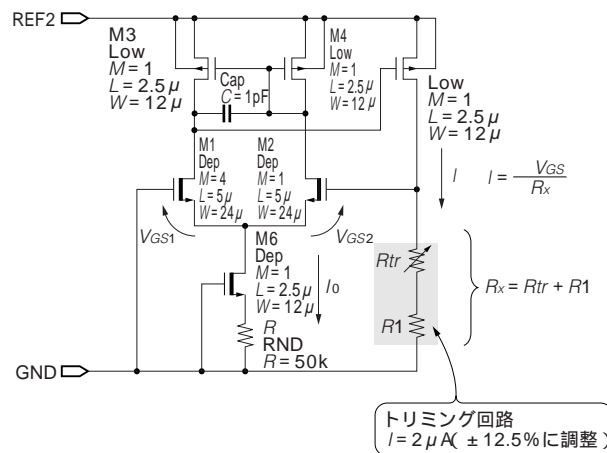 REF2
M3
Low
M = 1
L = 2.5μ
W = 12μ
Cap
C = 1pF
M4
Low
M = 1
L = 2.5μ
W = 12μ
Low
M = 1
L = 2.5μ
W = 12μ
M1
Dep
M = 4
L = 5μ
W = 24μ
M2
Dep
M = 1
L = 5μ
W = 24μ
I
I = VGS
Rx
VGS1
VGS2
M6
Dep
M = 1
L = 2.5μ
W = 12μ
I0
Rtr
R1
Rx = Rtr + R1
R
RND
R = 50k
GND
トリミング回路
I = 2μA(±12.5%に調整)